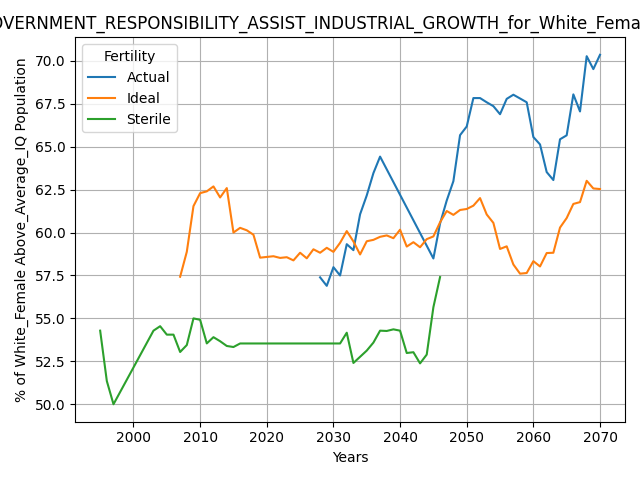 OVERNMENT_RESPONSIBILITY_ASSIST_INDUSTRIAL_GROWTH_for_White_Fema
% of White_Female Above_Average_IQ Population
70.0
67.5
65.0
62.5
60.0
57.5
55.0
52.5
50.0
Fertility
Actual
Ideal
Sterile
2000
2010
2020
2030
2040
2050
2060
2070
Years